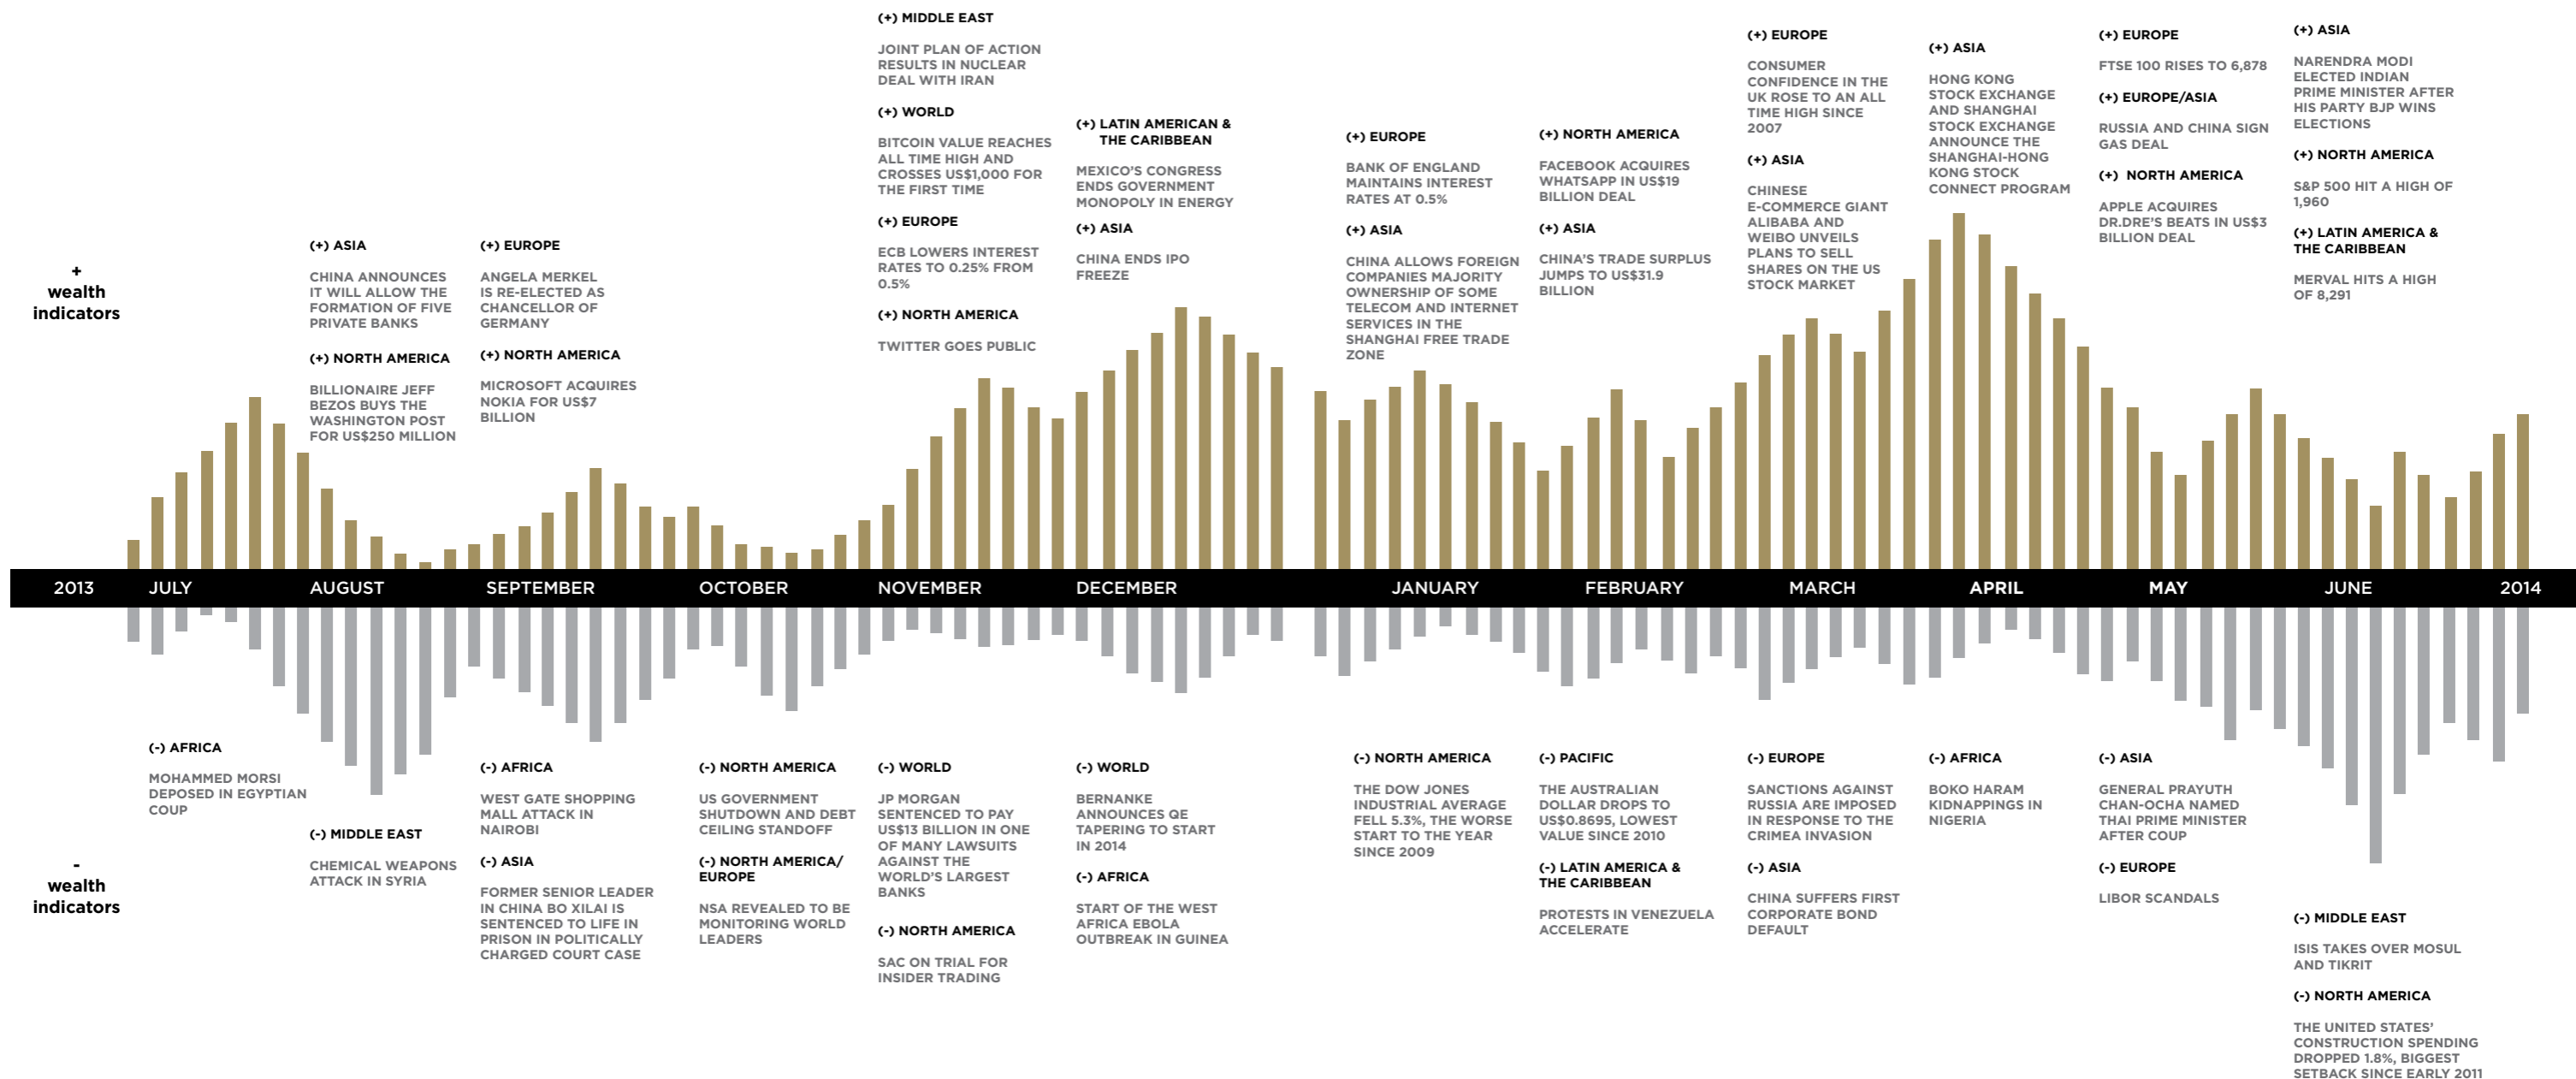 (+) MIDDLE EAST
JOINT PLAN OF ACTION
RESULTS IN NUCLEAR
DEAL WITH IRAN
(+) WORLD
BITCOIN VALUE REACHES
ALL TIME HIGH AND
CROSSES US$1,000 FOR
THE FIRST TIME
(+) EUROPE
ECB LOWERS INTEREST
RATES TO 0.25% FROM
0.5%
(+) NORTH AMERICA
TWITTER GOES PUBLIC
(+) LATIN AMERICAN &
THE CARIBBEAN
MEXICO'S CONGRESS
ENDS GOVERNMENT
MONOPOLY IN ENERGY
(+) ASIA
CHINA ENDS IPO
FREEZE
(+) EUROPE
BANK OF ENGLAND
MAINTAINS INTEREST
RATES AT 0.5%
(+) ASIA
CHINA ALLOWS FOREIGN
COMPANIES MAJORITY
OWNERSHIP OF SOME
TELECOM AND INTERNET
SERVICES IN THE
SHANGHAI FREE TRADE
ZONE
(+) NORTH AMERICA
FACEBOOK ACQUIRES
WHATSAPP IN US$19
BILLION DEAL
(+) ASIA
CHINA'S TRADE SURPLUS
JUMPS TO US$31.9
BILLION
(+) EUROPE
CONSUMER
CONFIDENCE IN THE
UK ROSE TO AN ALL
TIME HIGH SINCE
2007
(+) ASIA
CHINESE
E-COMMERCE GIANT
ALIBABA AND
WEIBO UNVEILS
PLANS TO SELL
SHARES ON THE US
STOCK MARKET
(+) ASIA
HONG KONG
STOCK EXCHANGE
AND SHANGHAI
STOCK EXCHANGE
ANNOUNCE THE
SHANGHAI-HONG
KONG STOCK
CONNECT PROGRAM
(+) EUROPE
FTSE 100 RISES TO 6,878
(+) EUROPE/ASIA
RUSSIA AND CHINA SIGN
GAS DEAL
(+) NORTH AMERICA
APPLE ACQUIRES
DR.DRE'S BEATS IN US$3
BILLION DEAL
(+) ASIA
NARENDRA MODI
ELECTED INDIAN
PRIME MINISTER AFTER
HIS PARTY BJP WINS
ELECTIONS
(+) NORTH AMERICA
S&P 500 HIT A HIGH OF
1,960
(+) LATIN AMERICA &
THE CARIBBEAN
MERVAL HITS A HIGH
OF 8,291
+
wealth
indicators
(+) ASIA
CHINA ANNOUNCES
IT WILL ALLOW THE
FORMATION OF FIVE
PRIVATE BANKS
(+) NORTH AMERICA
BILLIONAIRE JEFF
BEZOS BUYS THE
WASHINGTON POST
FOR US$250 MILLION
(+) EUROPE
ANGELA MERKEL
IS RE-ELECTED AS
CHANCELLOR OF
GERMANY
(+) NORTH AMERICA
MICROSOFT ACQUIRES
NOKIA FOR US$7
BILLION
2013 JULY AUGUST SEPTEMBER OCTOBER NOVEMBER DECEMBER JANUARY FEBRUARY MARCH APRIL MAY JUNE 2014
-
wealth
indicators
(-) AFRICA
MOHAMMED MORSI
DEPOSED IN EGYPTIAN
COUP
(-) MIDDLE EAST
CHEMICAL WEAPONS
ATTACK IN SYRIA
(-) AFRICA
WEST GATE SHOPPING
MALL ATTACK IN
NAIROBI
(-) ASIA
FORMER SENIOR LEADER
IN CHINA BO XILAI IS
SENTENCED TO LIFE IN
PRISON IN POLITICALLY
CHARGED COURT CASE
(-) NORTH AMERICA
US GOVERNMENT
SHUTDOWN AND DEBT
CEILING STANDOFF
(-) NORTH AMERICA/
EUROPE
NSA REVEALED TO BE
MONITORING WORLD
LEADERS
(-) WORLD
JP MORGAN
SENTENCED TO PAY
US$13 BILLION IN ONE
OF MANY LAWSUITS
AGAINST THE
WORLD'S LARGEST
BANKS
(-) NORTH AMERICA
SAC ON TRIAL FOR
INSIDER TRADING
(-) WORLD
BERNANKE
ANNOUNCES QE
TAPERING TO START
IN 2014
(-) AFRICA
START OF THE WEST
AFRICA EBOLA
OUTBREAK IN GUINEA
(-) NORTH AMERICA
THE DOW JONES
INDUSTRIAL AVERAGE
FELL 5.3%, THE WORSE
START TO THE YEAR
SINCE 2009
(-) PACIFIC
THE AUSTRALIAN
DOLLAR DROPS TO
US$0.8695, LOWEST
VALUE SINCE 2010
(-) LATIN AMERICA &
THE CARIBBEAN
PROTESTS IN VENEZUELA
ACCELERATE
(-) EUROPE
SANCTIONS AGAINST
RUSSIA ARE IMPOSED
IN RESPONSE TO THE
CRIMEA INVASION
(-) ASIA
CHINA SUFFERS FIRST
CORPORATE BOND
DEFAULT
(-) AFRICA
BOKO HARAM
KIDNAPPINGS IN
NIGERIA
(-) ASIA
GENERAL PRAYUTH
CHAN-OCHA NAMED
THAI PRIME MINISTER
AFTER COUP
(-) EUROPE
LIBOR SCANDALS
(-) MIDDLE EAST
ISIS TAKES OVER MOSUL
AND TIKRIT
(-) NORTH AMERICA
THE UNITED STATES'
CONSTRUCTION SPENDING
DROPPED 1.8%, BIGGEST
SETBACK SINCE EARLY 2011